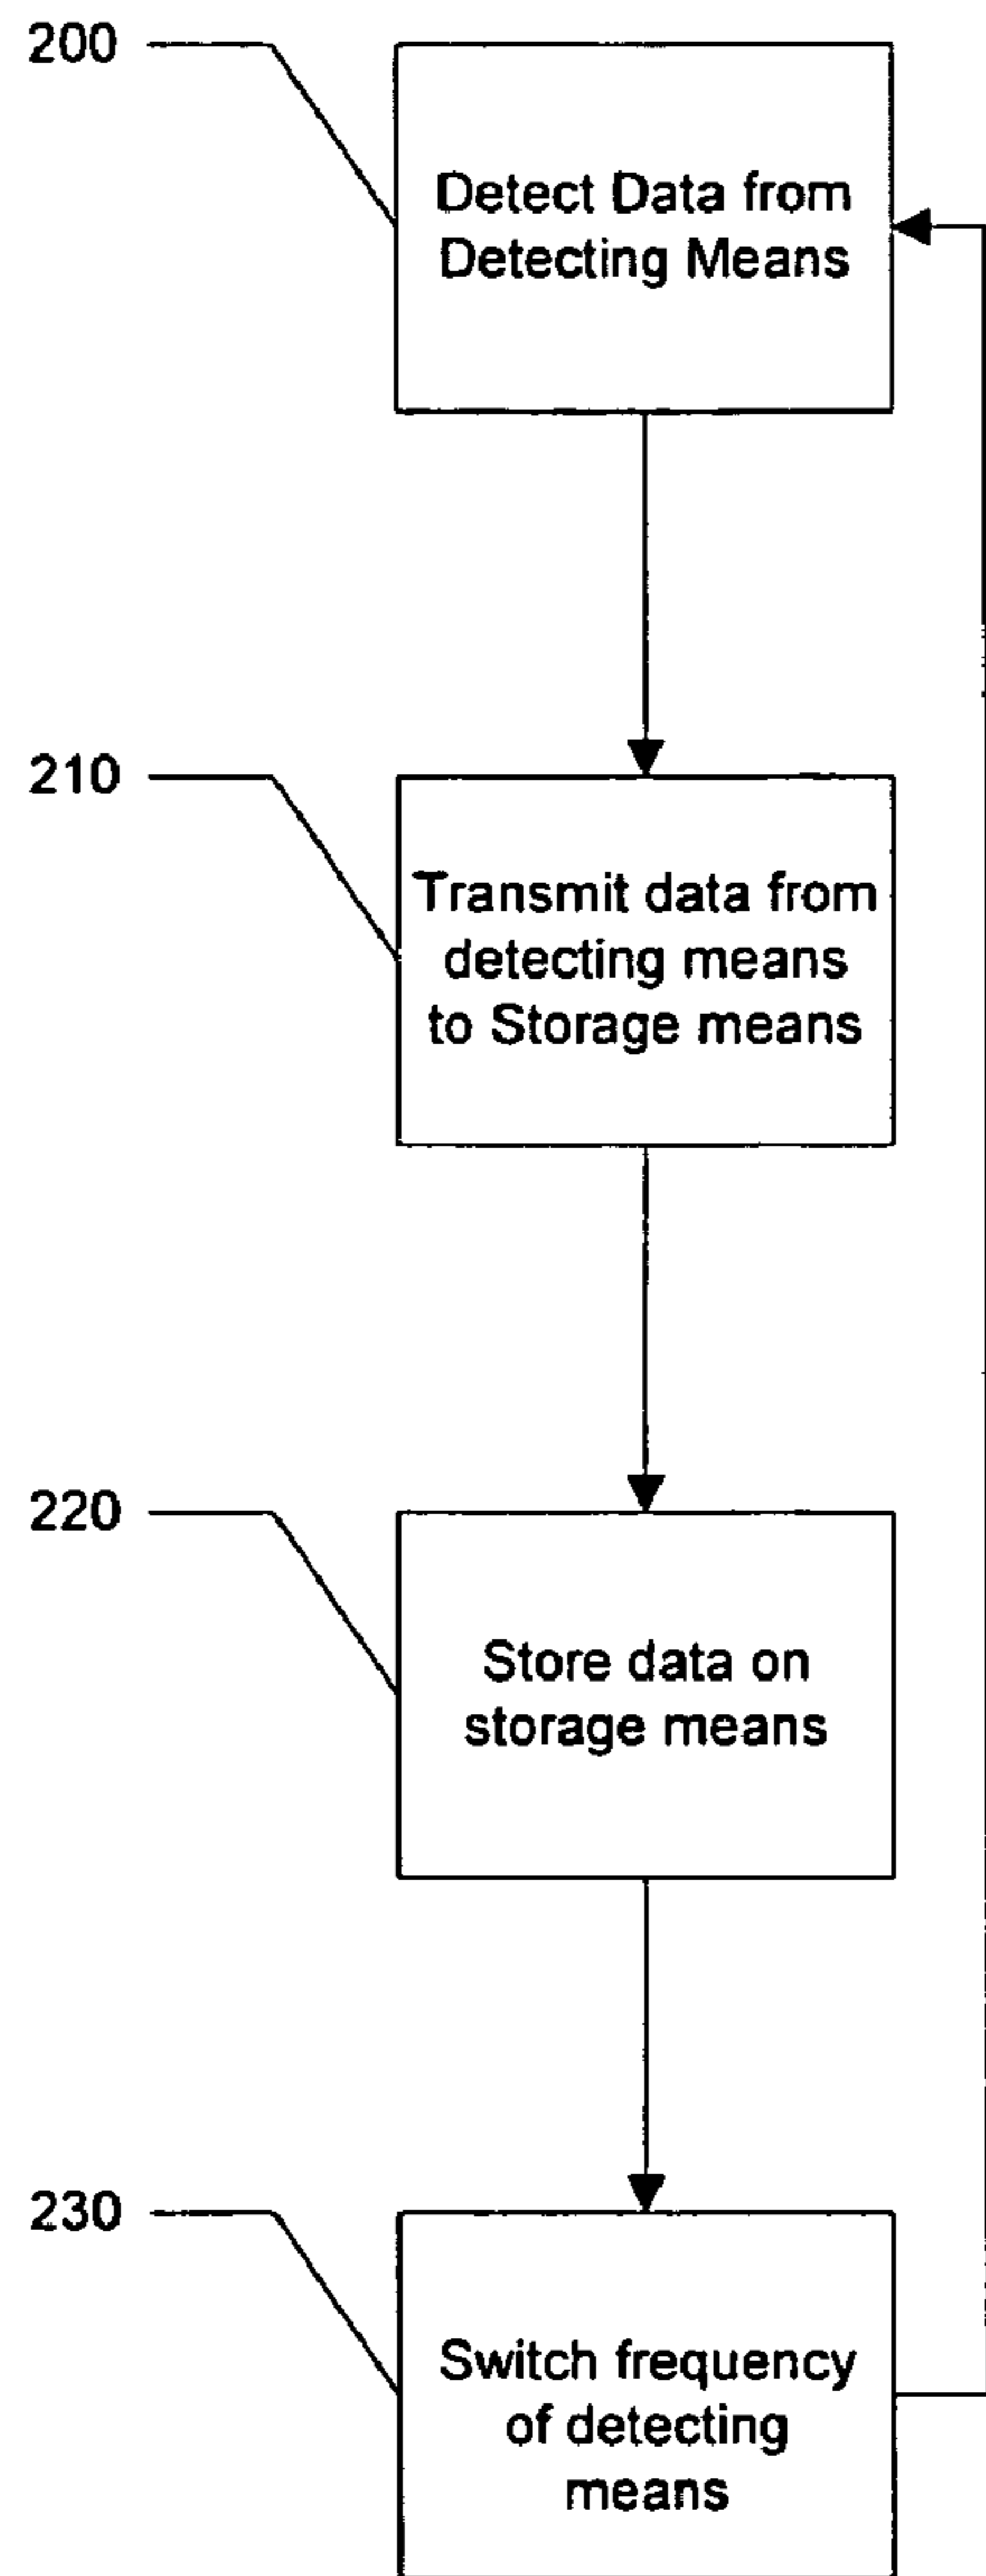 200
Detect Data from
Detecting Means
210
Transmit data from
detecting means
to Storage means
220
Store data on
storage means
230
Switch frequency
of detecting
means